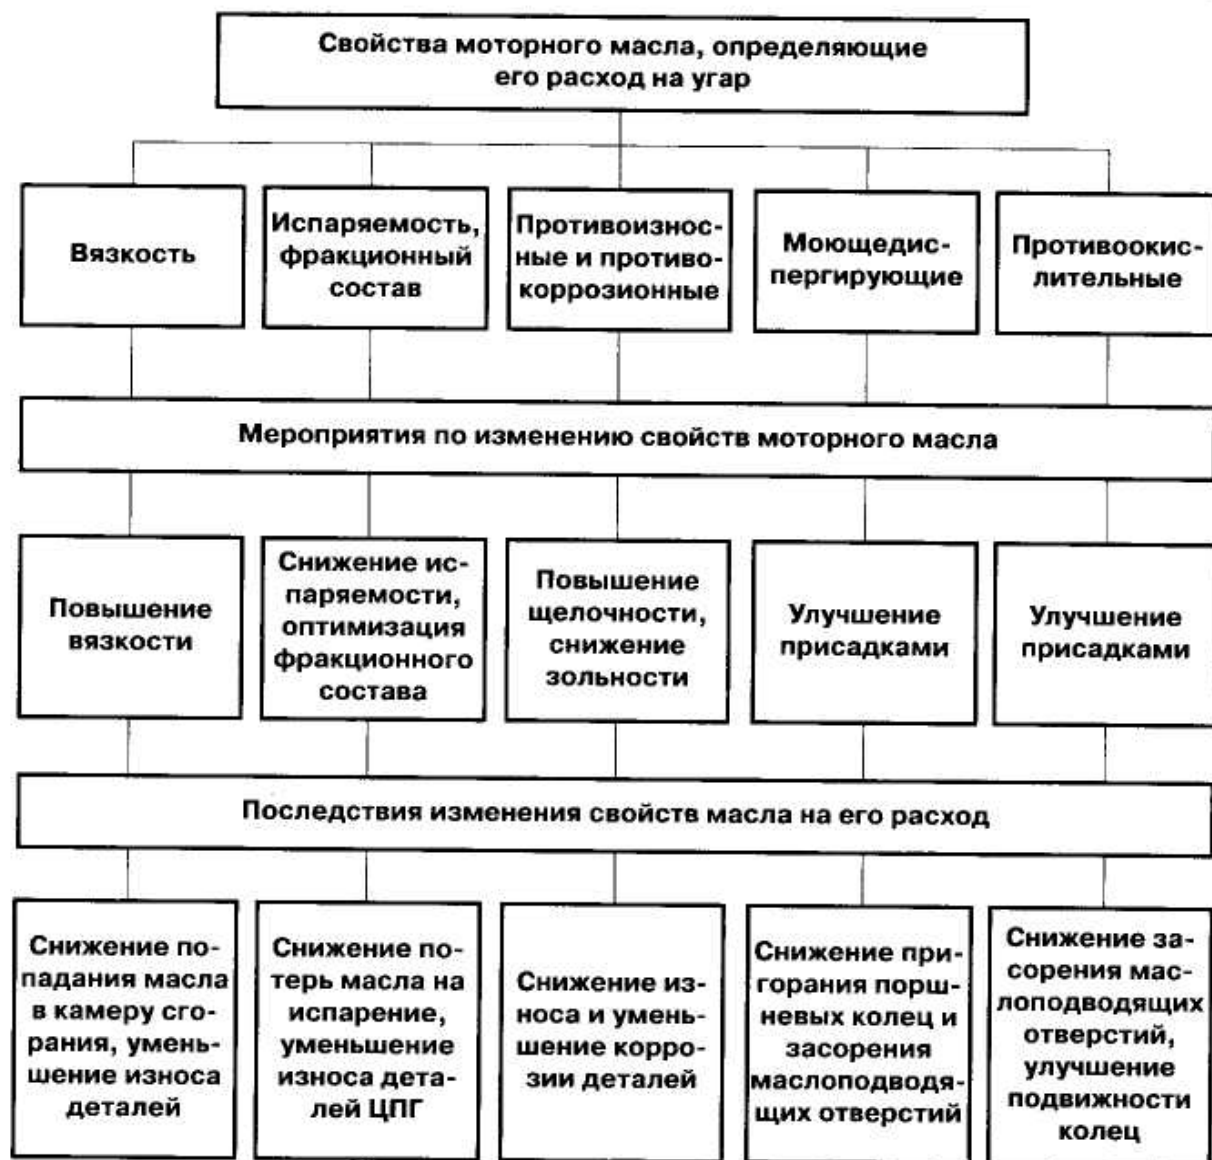 Свойства моторного масла, определяющие
его расход на угар
Вязкость
Испаряемость,
фракционный
состав
Противоизнос-
ные и противо-
коррозионные
Моющедис-
пергирующие
Противоокис-
лительные
Мероприятия по изменению свойств моторного масла
Повышение
вязкости
Снижение ис-
паряемости,
оптимизация
фракционного
состава
Повышение
щелочности,
снижение
зольности
Улучшение
присадками
Улучшение
присадками
Последствия изменения свойств масла на его расход
Снижение по-
падания масла
в камеру сго-
рания, умень-
шение износа
деталей
Снижение по-
терь масла на
испарение,
уменьшение
износа дета-
лей ЦПГ
Снижение из-
носа и умень-
шение корро-
зии деталей
Снижение при-
горания порш-
невых колец и
засорения
маслоподводя-
щих отверстий
Снижение за-
сорения мас-
лоподводящих
отверстий,
улучшение
подвижности
колец